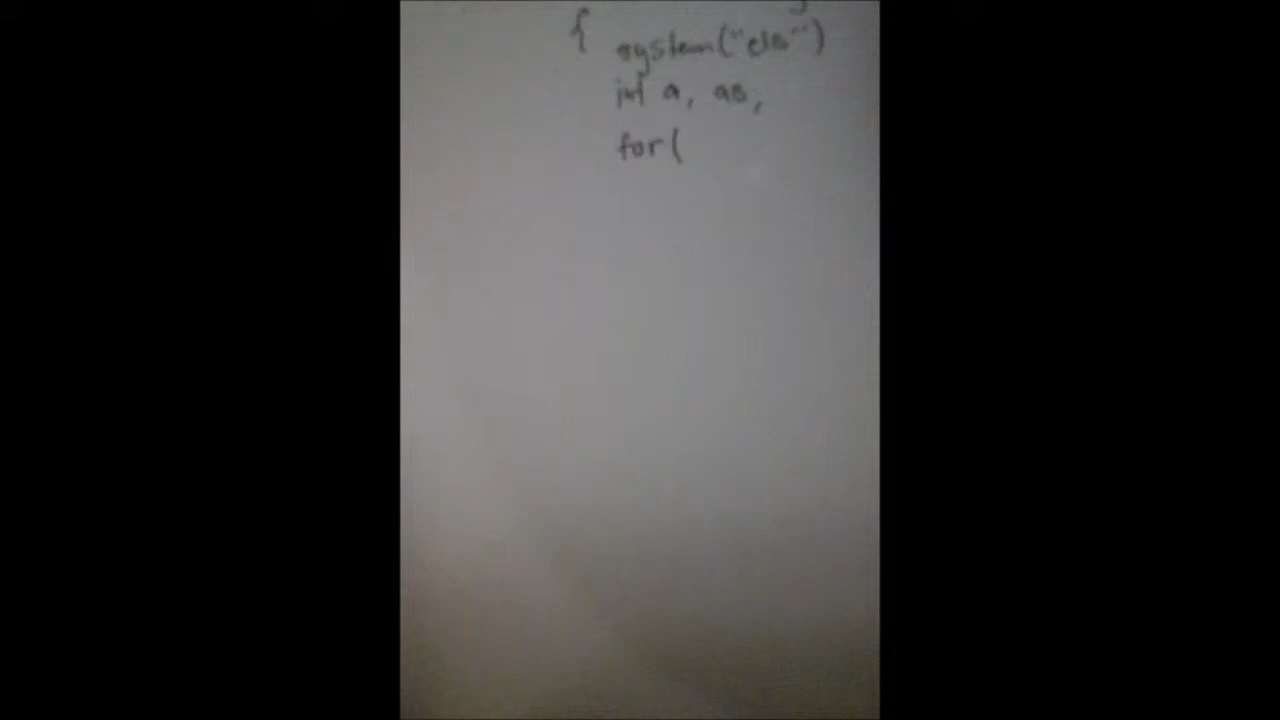 { system("cls")
int a, as,
for(